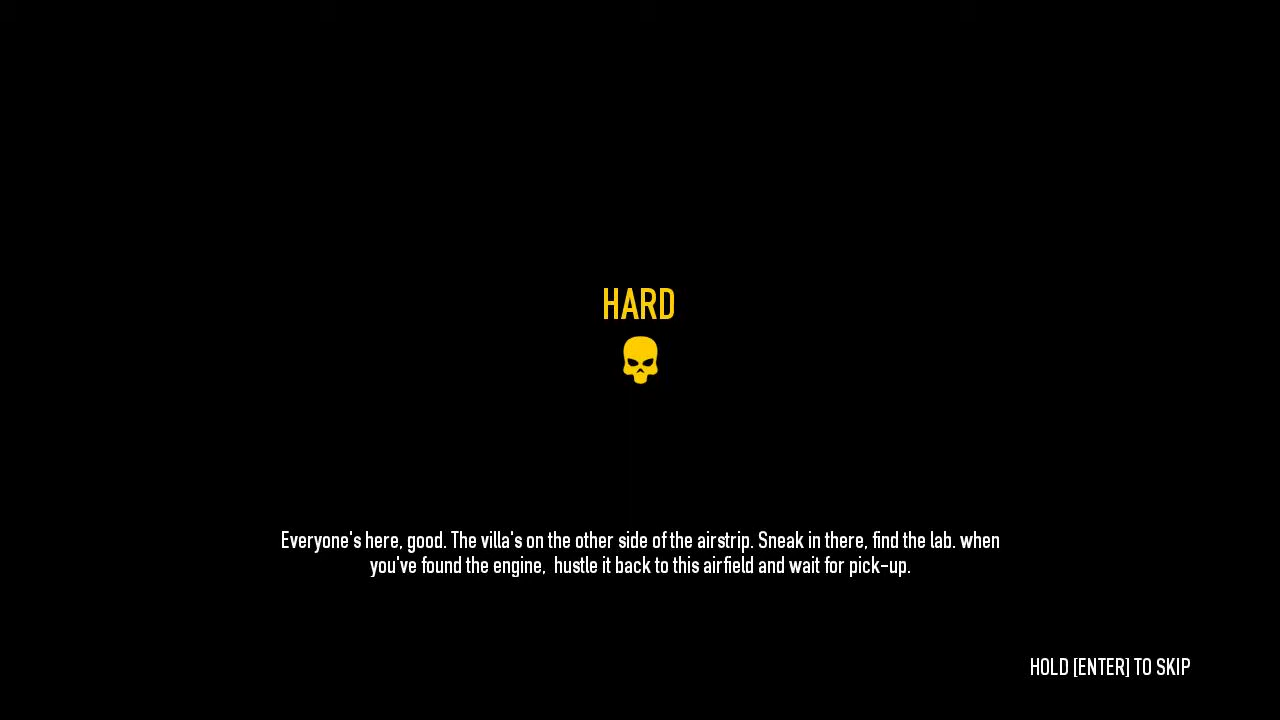 HARD
Everyone's here, good. The villa's on the other side of the airstrip. Sneak in there, find the lab. when
you've found the engine,  hustle it back to this airfield and wait for pick-up.
HOLD [ENTER] TO SKIP